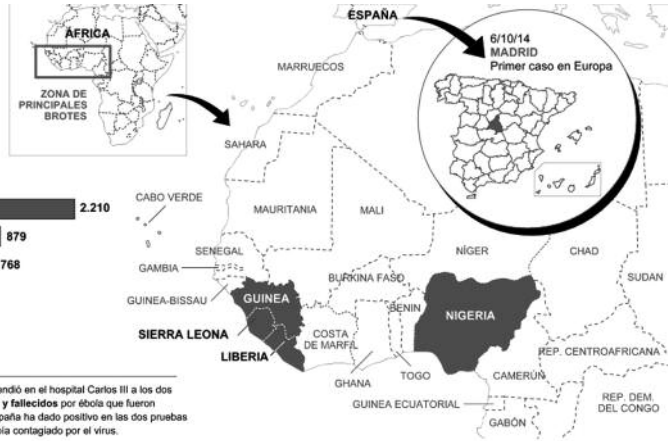 ÁFRICA
ZONA DE
PRINCIPALES
BROTES
ESPAÑA
6/10/14
MADRID
Primer caso en Europa
MARRUECOS
SAHARA
CABO VERDE
MAURITANIA
MALI
NÍGER
CHAD
SUDAN
2.210
879
768
SENEGAL
GAMBIA
GUINEA-BISSAU
GUINEA
BURKINA FASO
BENIN
NIGERIA
SIERRA LEONA
LIBERIA
COSTA
DE MARFIL
GHANA
TOGO
CAMERÚN
REP. CENTROAFRICANA
GUINEA ECUATORIAL
GABÓN
REP. DEM.
DEL CONGO
endió en el hospital Carlos III a los dos
y fallecidos por ébola que fueron
paña ha dado positivo en las dos pruebas
bía contagiado por el virus.